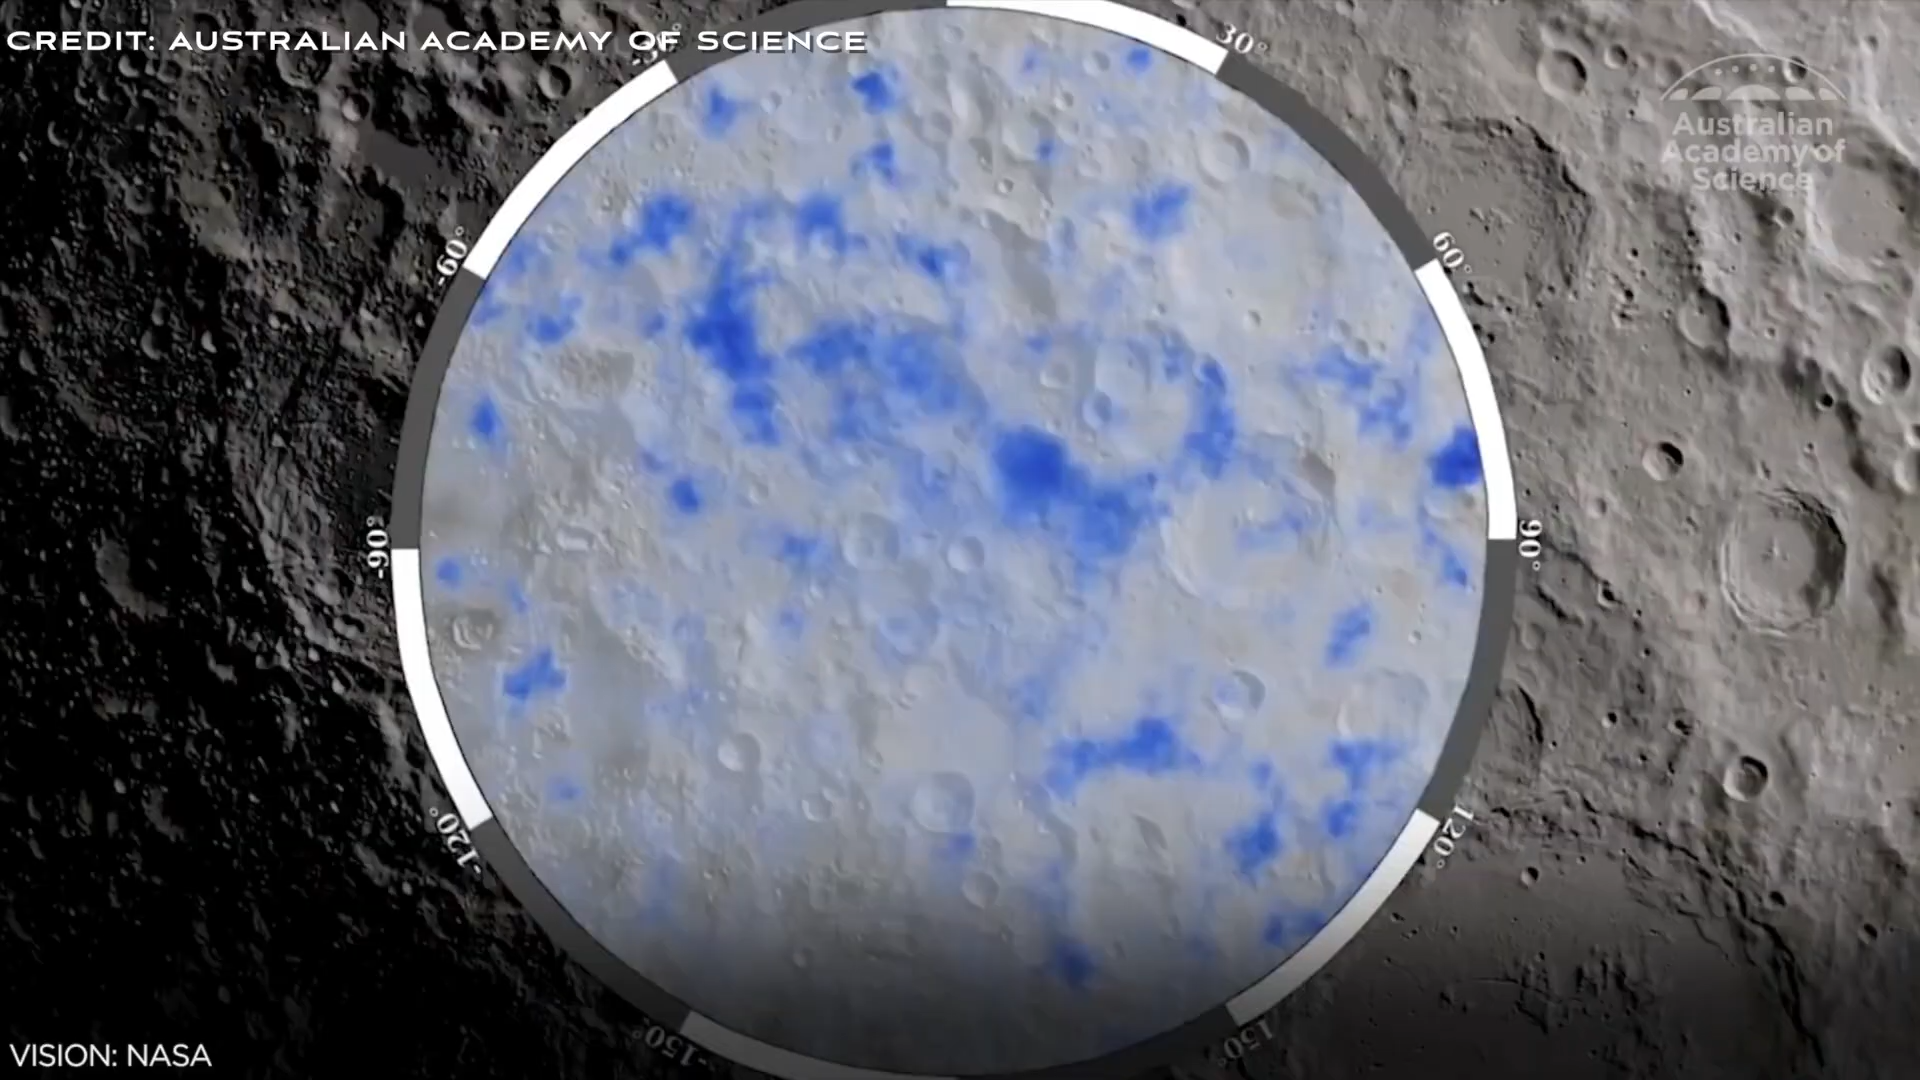 CREDIT: AUSTRALIAN ACADEMY OF SCIENCE
-30°
30°
Australian
Academy of
Science
-60°
60°
-90°
90°
-120°
120°
-150°
150°
VISION: NASA